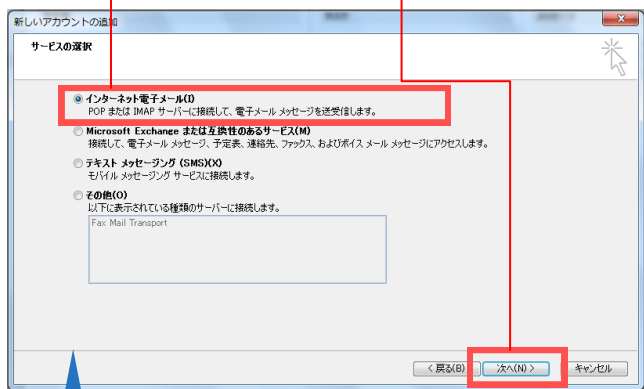 新しいアカウントの追加
サービスの選択
インターネット電子メール(I)
POP または IMAP サーバーに接続して、電子メール メッセージを送受信します。
Microsoft Exchange または互換性のあるサービス(M)
接続して、電子メール メッセージ、予定表、連絡先、ファックス、およびボイス メール メッセージにアクセスします。
テキスト メッセージング (SMS)(X)
モバイル メッセージング サービスに接続します。
その他(O)
以下に表示されている種類のサーバーに接続します。
Fax Mail Transport
< 戻る(B)
次へ(N) >
キャンセル